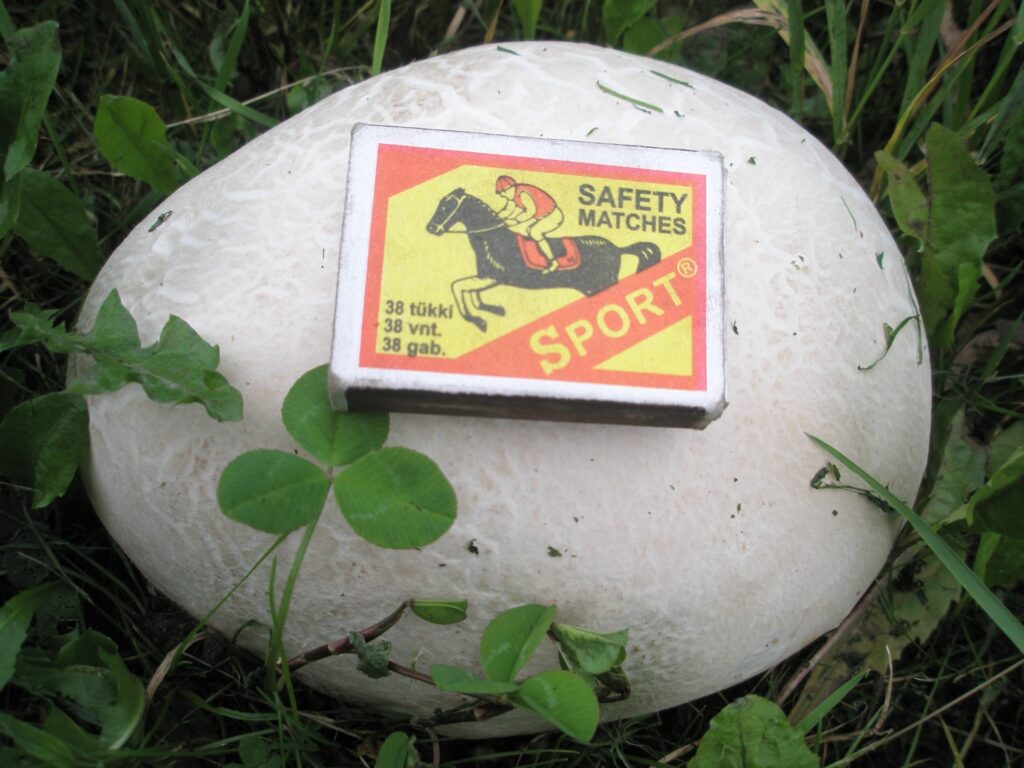 SAFETY
MATCHES
SPORT®
38 tükki
38 vnt.
38 gab.